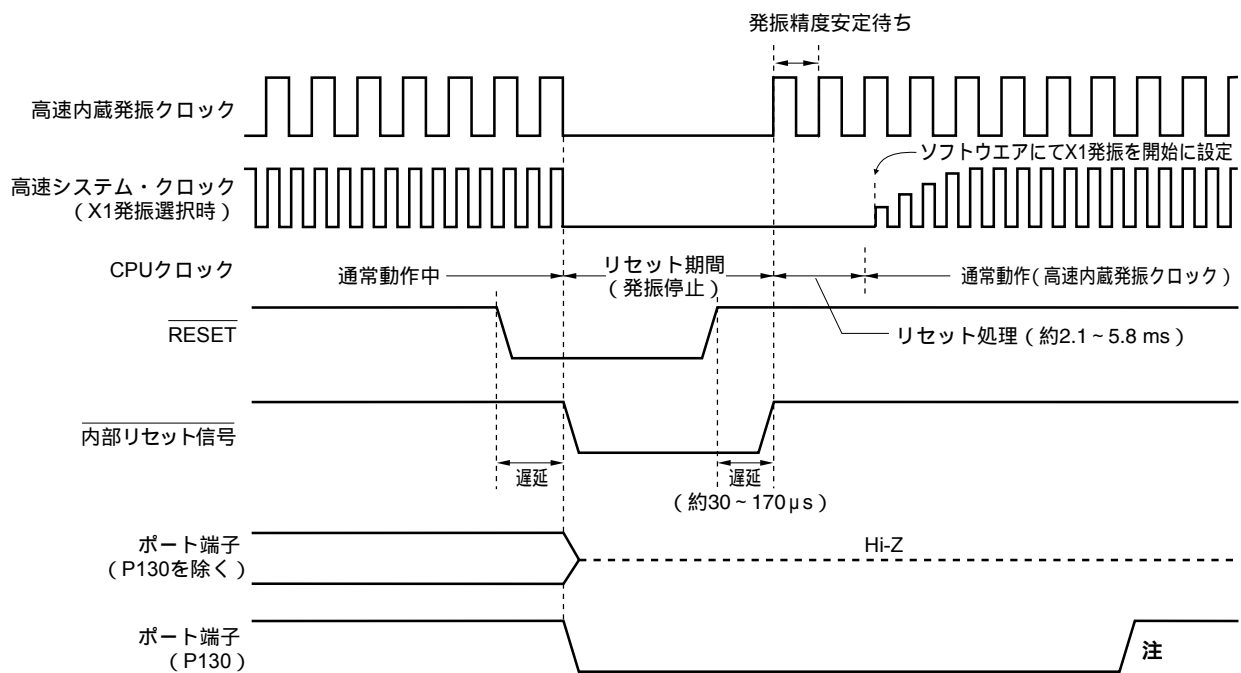 発振精度安定待ち
高速内蔵発振クロック
ソフトウエアにてX1発振を開始に設定
高速システム・クロック
（X1発振選択時）
CPUクロック
通常動作中
リセット期間
（発振停止）
通常動作（高速内蔵発振クロック）
RESET
リセット処理（約2.1～5.8 ms）
内部リセット信号
遅延
遅延
（約30～170μs）
ポート端子
（P130を除く）
Hi-Z
ポート端子
（P130）
注